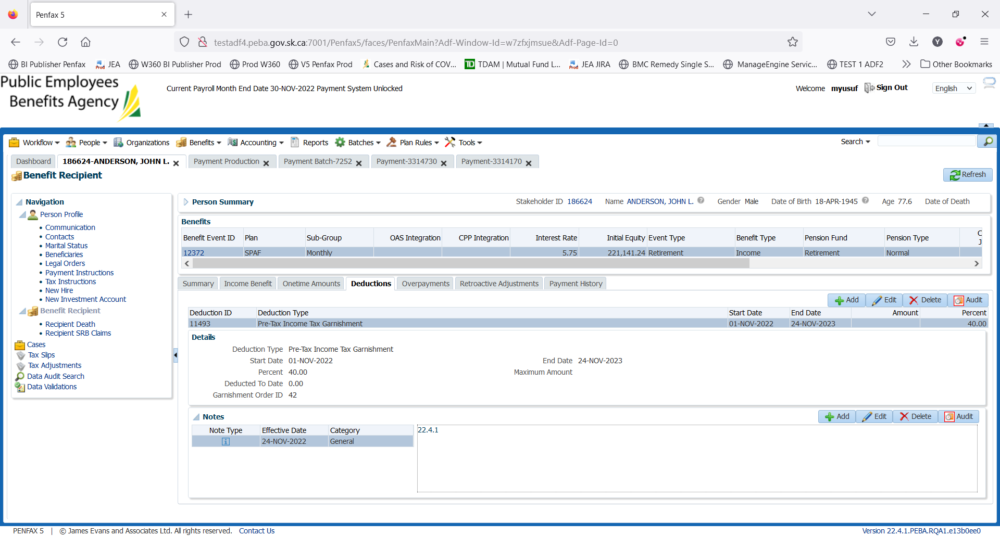 Penfax 5
testadf4.peba.gov.sk.ca:7001/Penfax5/faces/PenfaxMain?Adf-Window-Id=w7zfxjmsue&Adf-Page-Id=0
BI Publisher Penfax JEA W360 BI Publisher Prod Prod W360 V5 Penfax Prod Cases and Risk of COV... TDAM | Mutual Fund L... JEA JIRA BMC Remedy Single S... ManageEngine Servic... TEST 1 ADF2 Other Bookmarks
Public Employees
Benefits Agency
Current Payroll Month End Date 30-NOV-2022 Payment System Unlocked
Welcome myusuf Sign Out English
Workflow People Organizations Benefits Accounting Reports Batches Plan Rules Tools Search
Dashboard 186624-ANDERSON, JOHN L. Payment Production Payment Batch-7252 Payment-3314730 Payment-3314170
Benefit Recipient
Refresh
Navigation
Person Profile
Communication
Contacts
Marital Status
Beneficiaries
Legal Orders
Payment Instructions
Tax Instructions
New Hire
New Investment Account
Benefit Recipient
Recipient Death
Recipient SRB Claims
Cases
Tax Slips
Tax Adjustments
Data Audit Search
Data Validations
Person Summary Stakeholder ID 186624 Name ANDERSON, JOHN L. Gender Male Date of Birth 18-APR-1945 Age 77.6 Date of Death
Benefits
Benefit Event ID Plan Sub-Group OAS Integration CPP Integration Interest Rate Initial Equity Event Type Benefit Type Pension Fund Pension Type C
J
12372 SPAF Monthly 5.75 221,141.24 Retirement Income Retirement Normal
Summary Income Benefit Onetime Amounts Deductions Overpayments Retroactive Adjustments Payment History
Add Edit Delete Audit
Deduction ID Deduction Type Start Date End Date Amount Percent
11493 Pre-Tax Income Tax Garnishment 01-NOV-2022 24-NOV-2023 40.00
Details
Deduction Type Pre-Tax Income Tax Garnishment
Start Date 01-NOV-2022 End Date 24-NOV-2023
Percent 40.00 Maximum Amount
Deducted To Date 0.00
Garnishment Order ID 42
Notes
Add Edit Delete Audit
Note Type Effective Date Category
24-NOV-2022 General
22.4.1
PENFAX 5 | © James Evans and Associates Ltd. All rights reserved. Contact Us
Version 22.4.1.PEBA.RQA1.e13b0ee0